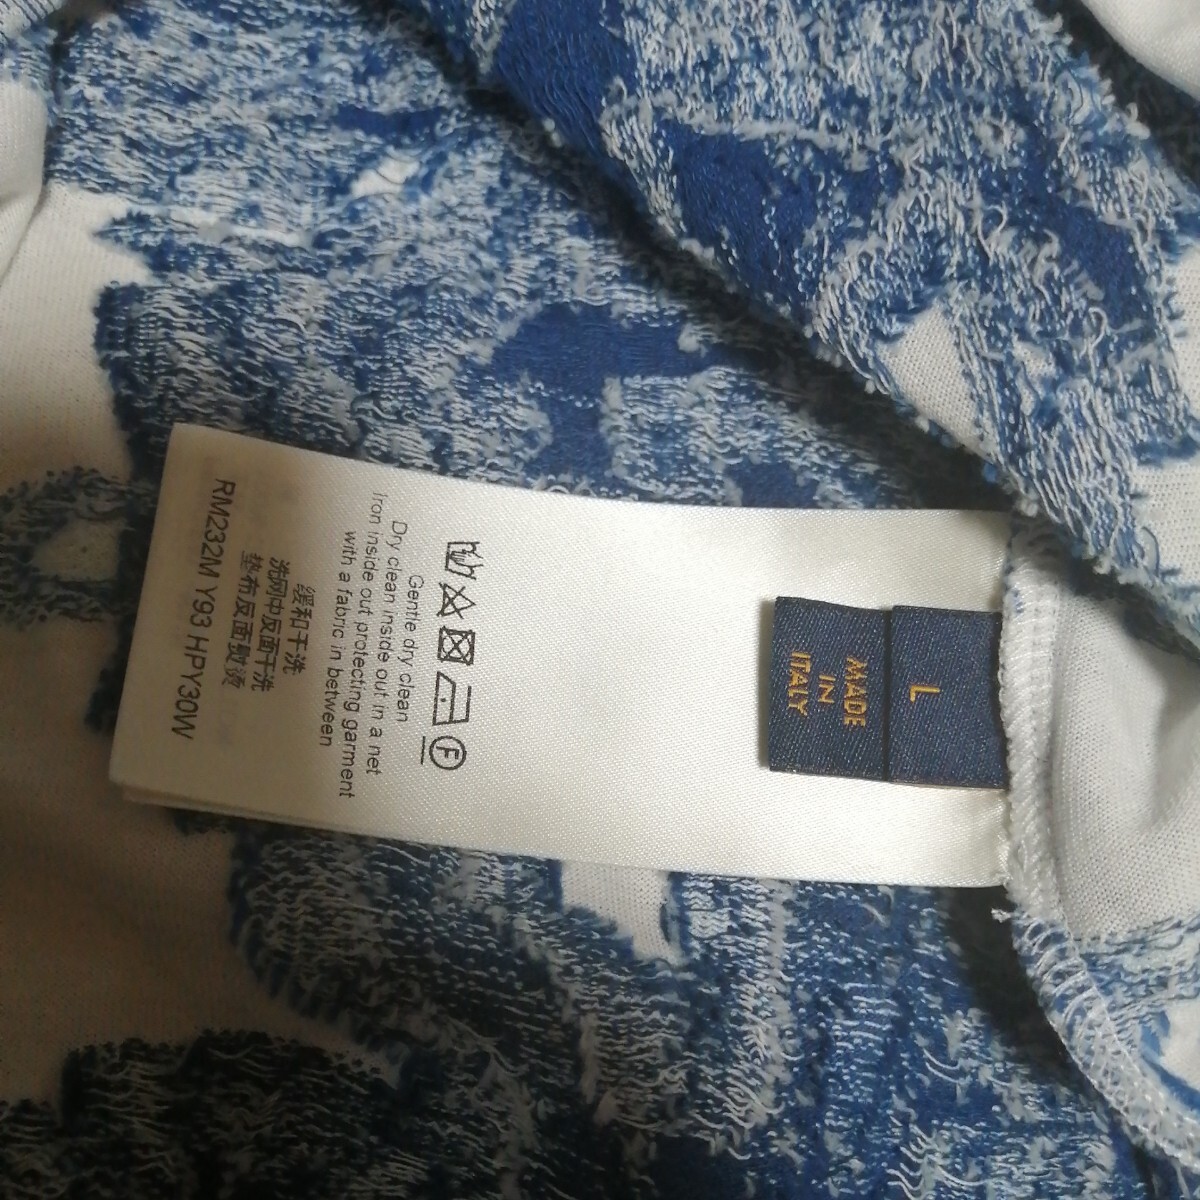 L
MADE
IN
ITALY
F
Gentle dry clean
Dry clean inside out in a net
Iron inside out protecting garment
with a fabric in between
缓和干洗
洗网中反面干洗
垫布反面熨烫
RM232M Y93 HPY30W